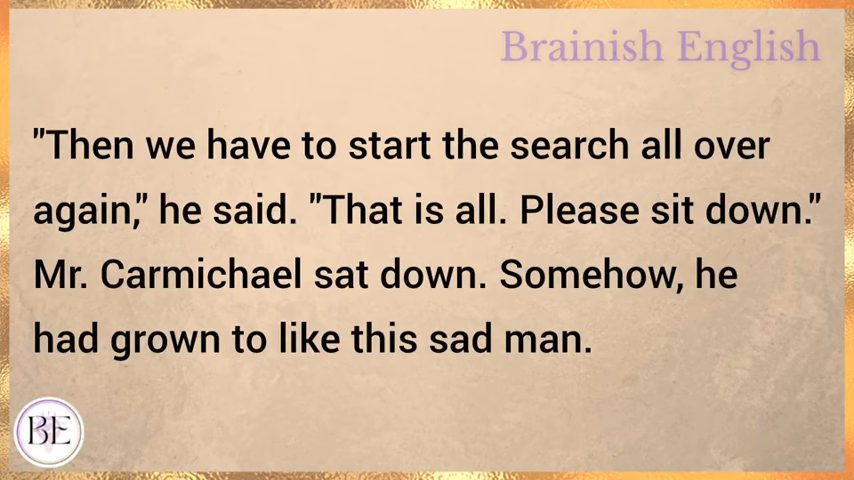 Brainish English
"Then we have to start the search all over
again," he said. "That is all. Please sit down."
Mr. Carmichael sat down. Somehow, he
had grown to like this sad man.
BE